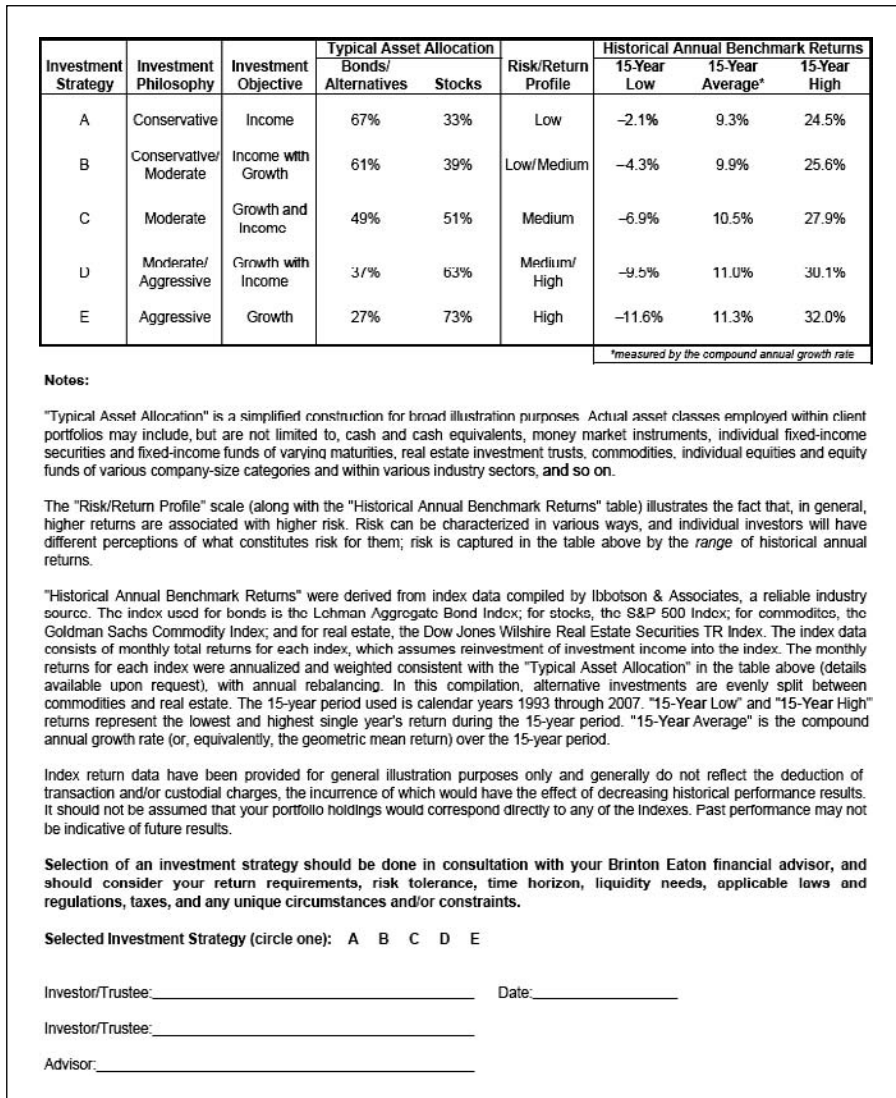 Typical Asset Allocation Historical Annual Benchmark Returns
Investment Investment Investment Bonds/ Risk/Return 15-Year 15-Year 15-Year
Strategy Philosophy Objective Alternatives Stocks Profile Low Average* High
A Conservative Income 67% 33% Low –2.1% 9.3% 24.5%
B Conservative/ Moderate Income with Growth 61% 39% Low/Medium –4.3% 9.9% 25.6%
C Moderate Growth and Income 49% 51% Medium –6.9% 10.5% 27.9%
D Moderate/ Aggressive Growth with Income 37% 63% Medium/ High –9.5% 11.0% 30.1%
E Aggressive Growth 27% 73% High –11.6% 11.3% 32.0%
*measured by the compound annual growth rate
Notes:
"Typical Asset Allocation" is a simplified construction for broad illustration purposes. Actual asset classes employed within client
portfolios may include, but are not limited to, cash and cash equivalents, money market instruments, individual fixed-income
securities and fixed-income funds of varying maturities, real estate investment trusts, commodities, individual equities and equity
funds of various company-size categories and within various industry sectors, and so on.
The "Risk/Return Profile" scale (along with the "Historical Annual Benchmark Returns" table) illustrates the fact that, in general,
higher returns are associated with higher risk. Risk can be characterized in various ways, and individual investors will have
different perceptions of what constitutes risk for them; risk is captured in the table above by the range of historical annual
returns.
"Historical Annual Benchmark Returns" were derived from index data compiled by Ibbotson & Associates, a reliable industry
source. The index used for bonds is the Lehman Aggregate Bond Index; for stocks, the S&P 500 Index; for commodites, the
Goldman Sachs Commodity Index; and for real estate, the Dow Jones Wilshire Real Estate Securities TR Index. The index data
consists of monthly total returns for each index, which assumes reinvestment of investment income into the index. The monthly
returns for each index were annualized and weighted consistent with the "Typical Asset Allocation" in the table above (details
available upon request), with annual rebalancing. In this compilation, alternative investments are evenly split between
commodities and real estate. The 15-year period used is calendar years 1993 through 2007. "15-Year Low" and "15-Year High"
returns represent the lowest and highest single year's return during the 15-year period. "15-Year Average" is the compound
annual growth rate (or, equivalently, the geometric mean return) over the 15-year period.
Index return data have been provided for general illustration purposes only and generally do not reflect the deduction of
transaction and/or custodial charges, the incurrence of which would have the effect of decreasing historical performance results.
It should not be assumed that your portfolio holdings would correspond directly to any of the indexes. Past performance may not
be indicative of future results.
Selection of an investment strategy should be done in consultation with your Brinton Eaton financial advisor, and
should consider your return requirements, risk tolerance, time horizon, liquidity needs, applicable laws and
regulations, taxes, and any unique circumstances and/or constraints.
Selected Investment Strategy (circle one): A B C D E
Investor/Trustee: Date:
Investor/Trustee:
Advisor: